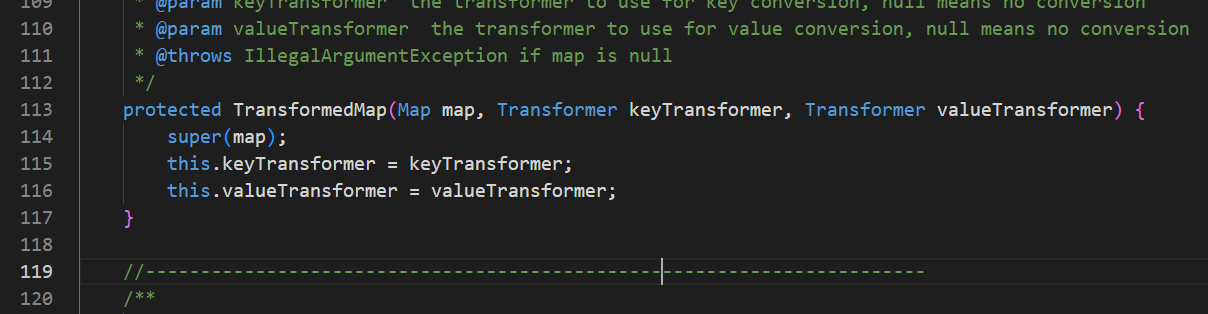 109 * @param keyTransformer  the transformer to use for key conversion, null means no conversion
110 * @param valueTransformer  the transformer to use for value conversion, null means no conversion
111 * @throws IllegalArgumentException if map is null
112 */
113 protected TransformedMap(Map map, Transformer keyTransformer, Transformer valueTransformer) {
114 super(map);
115 this.keyTransformer = keyTransformer;
116 this.valueTransformer = valueTransformer;
117 }
118
119 //-----------------------------------------------------------------------
120 /**